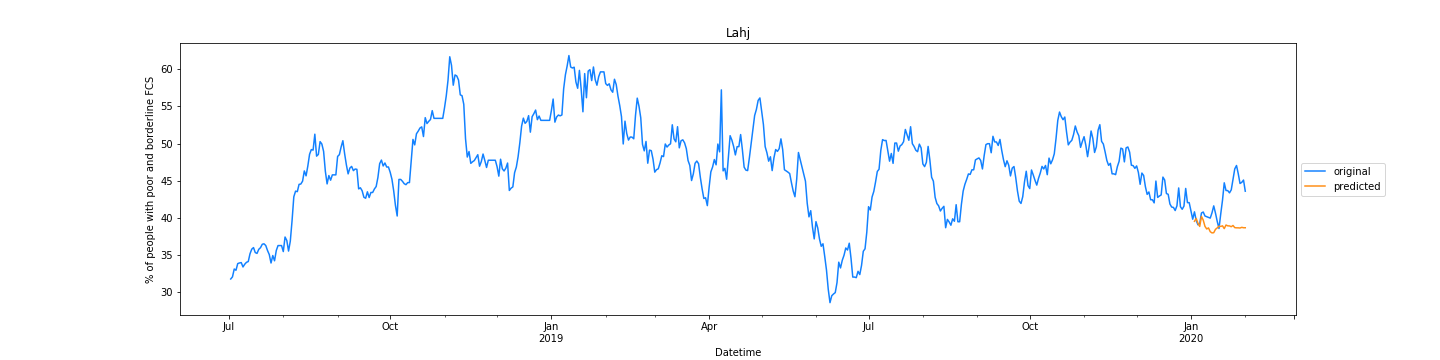 Lahj
% of people with poor and borderline FCS
60
55
50
45
40
35
30
Jul
Oct
Jan
2019
Apr
Jul
Oct
Jan
2020
Datetime
original
predicted